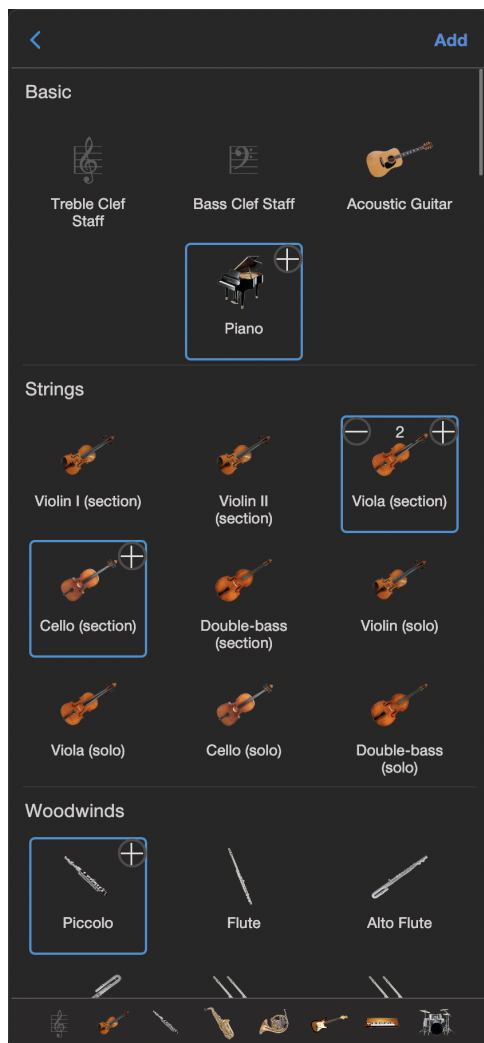 Add
Basic
Treble Clef
Staff
Bass Clef Staff
Acoustic Guitar
Piano
Strings
2
Violin I (section)
Violin II
(section)
Viola (section)
Cello (section)
Double-bass
(section)
Violin (solo)
Viola (solo)
Cello (solo)
Double-bass
(solo)
Woodwinds
Piccolo
Flute
Alto Flute